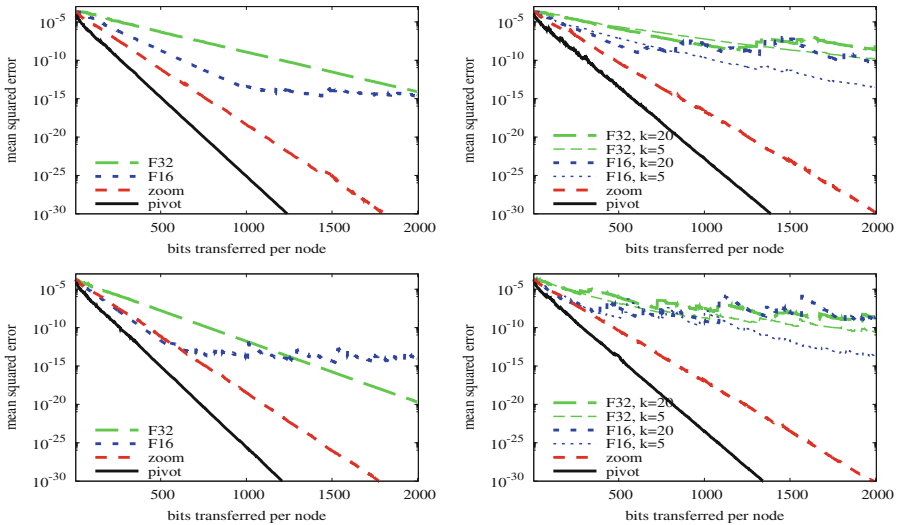 mean squared error
10^-5
10^-10
10^-15
10^-20
10^-25
10^-30
F32
F16
zoom
pivot
500 1000 1500 2000
bits transferred per node
mean squared error
10^-5
10^-10
10^-15
10^-20
10^-25
10^-30
F32, k=20
F32, k=5
F16, k=20
F16, k=5
zoom
pivot
500 1000 1500 2000
bits transferred per node
mean squared error
10^-5
10^-10
10^-15
10^-20
10^-25
10^-30
F32
F16
zoom
pivot
500 1000 1500 2000
bits transferred per node
mean squared error
10^-5
10^-10
10^-15
10^-20
10^-25
10^-30
F32, k=20
F32, k=5
F16, k=20
F16, k=5
zoom
pivot
500 1000 1500 2000
bits transferred per node